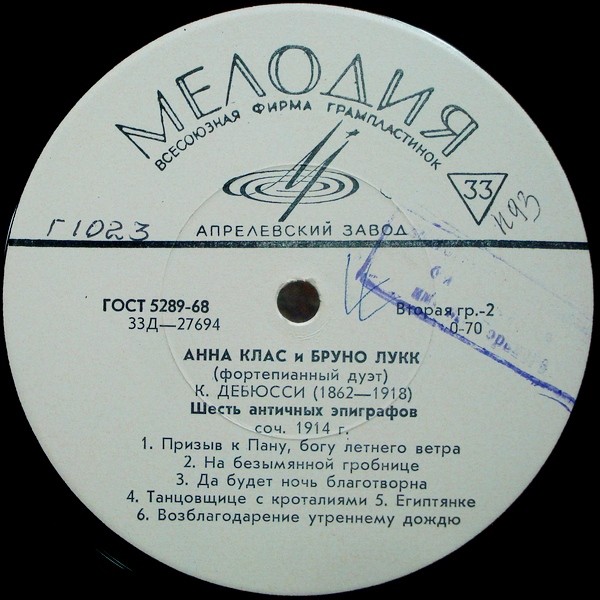 МЕЛОДИЯ
ВСЕСОЮЗНАЯ ФИРМА ГРАМПЛАСТИНОК
33
Г1023
АПРЕЛЕВСКИЙ ЗАВОД
ГОСТ 5289-68
33Д—27694
Вторая гр.-2
0-70
АННА КЛАС и БРУНО ЛУКК
(фортепианный дуэт)
К. ДЕБЮССИ (1862—1918)
Шесть античных эпиграфов
соч. 1914 г.
1. Призыв к Пану, богу летнего ветра
2. На безымянной гробнице
3. Да будет ночь благотворна
4. Танцовщице с кроталиями 5. Египтянке
6. Возблагодарение утреннему дождю